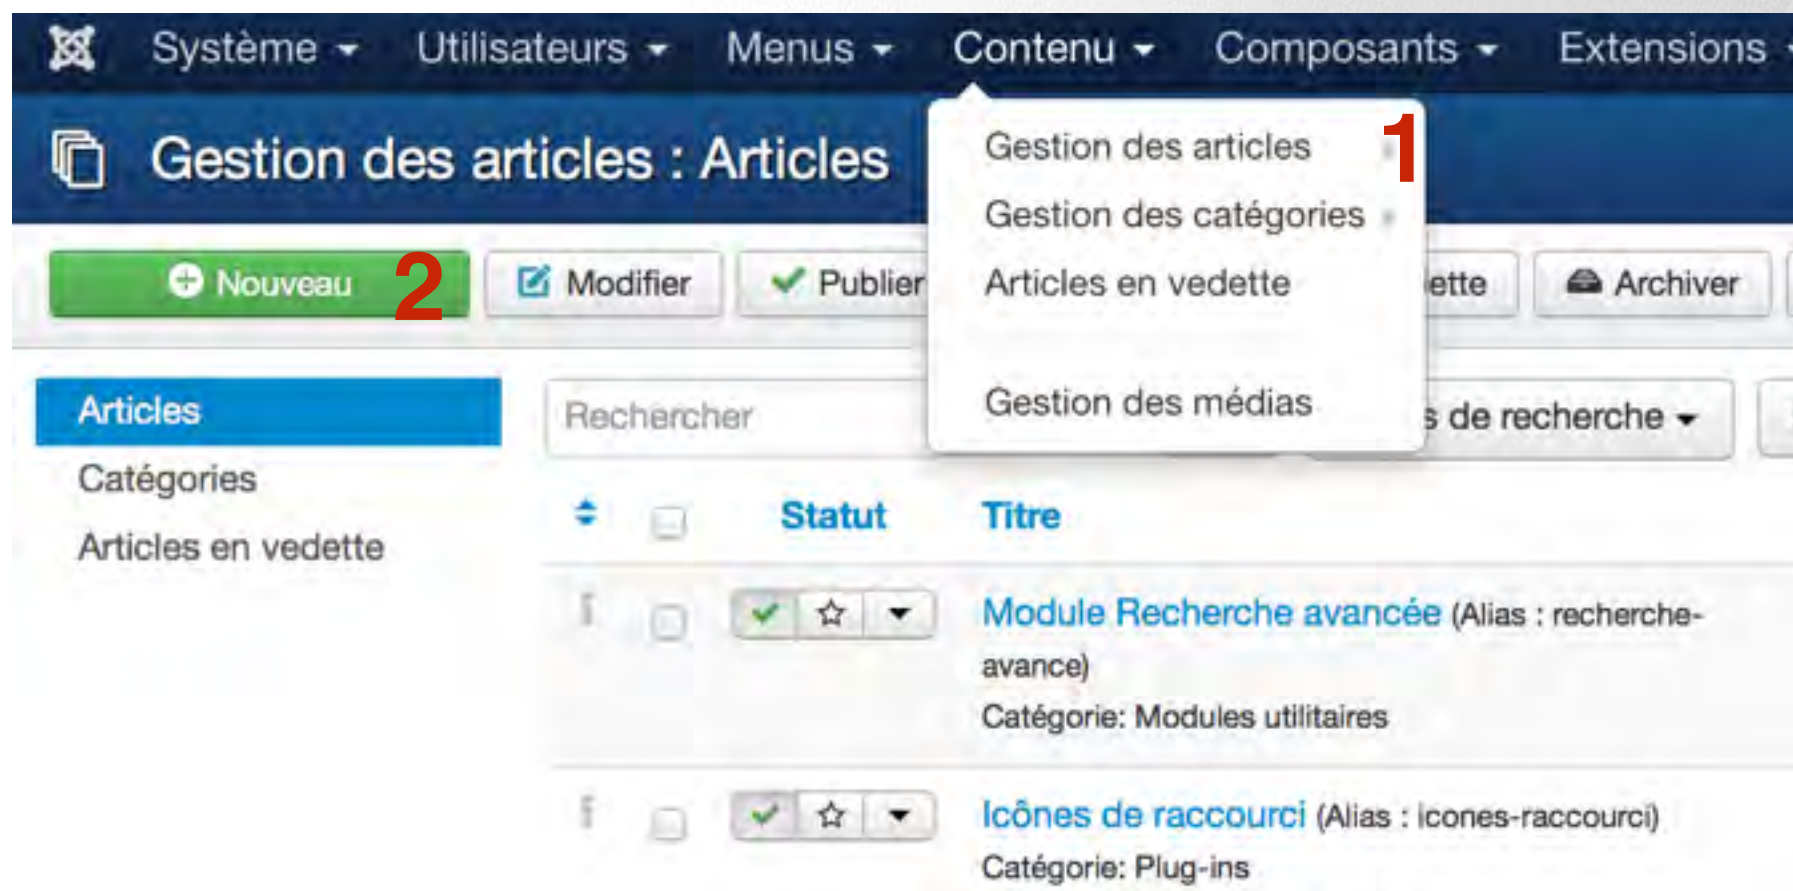 Système Utilisateurs Menus Contenu Composants Extensions
Gestion des articles : Articles
Gestion des articles 1
Gestion des catégories
Articles en vedette
Gestion des médias
Nouveau 2 Modifier Publier ette Archiver
Articles
Catégories
Articles en vedette
Rechercher s de recherche
Statut Titre
Module Recherche avancée (Alias : recherche-
avance)
Catégorie: Modules utilitaires
Icônes de raccourci (Alias : icones-raccourci)
Catégorie: Plug-ins